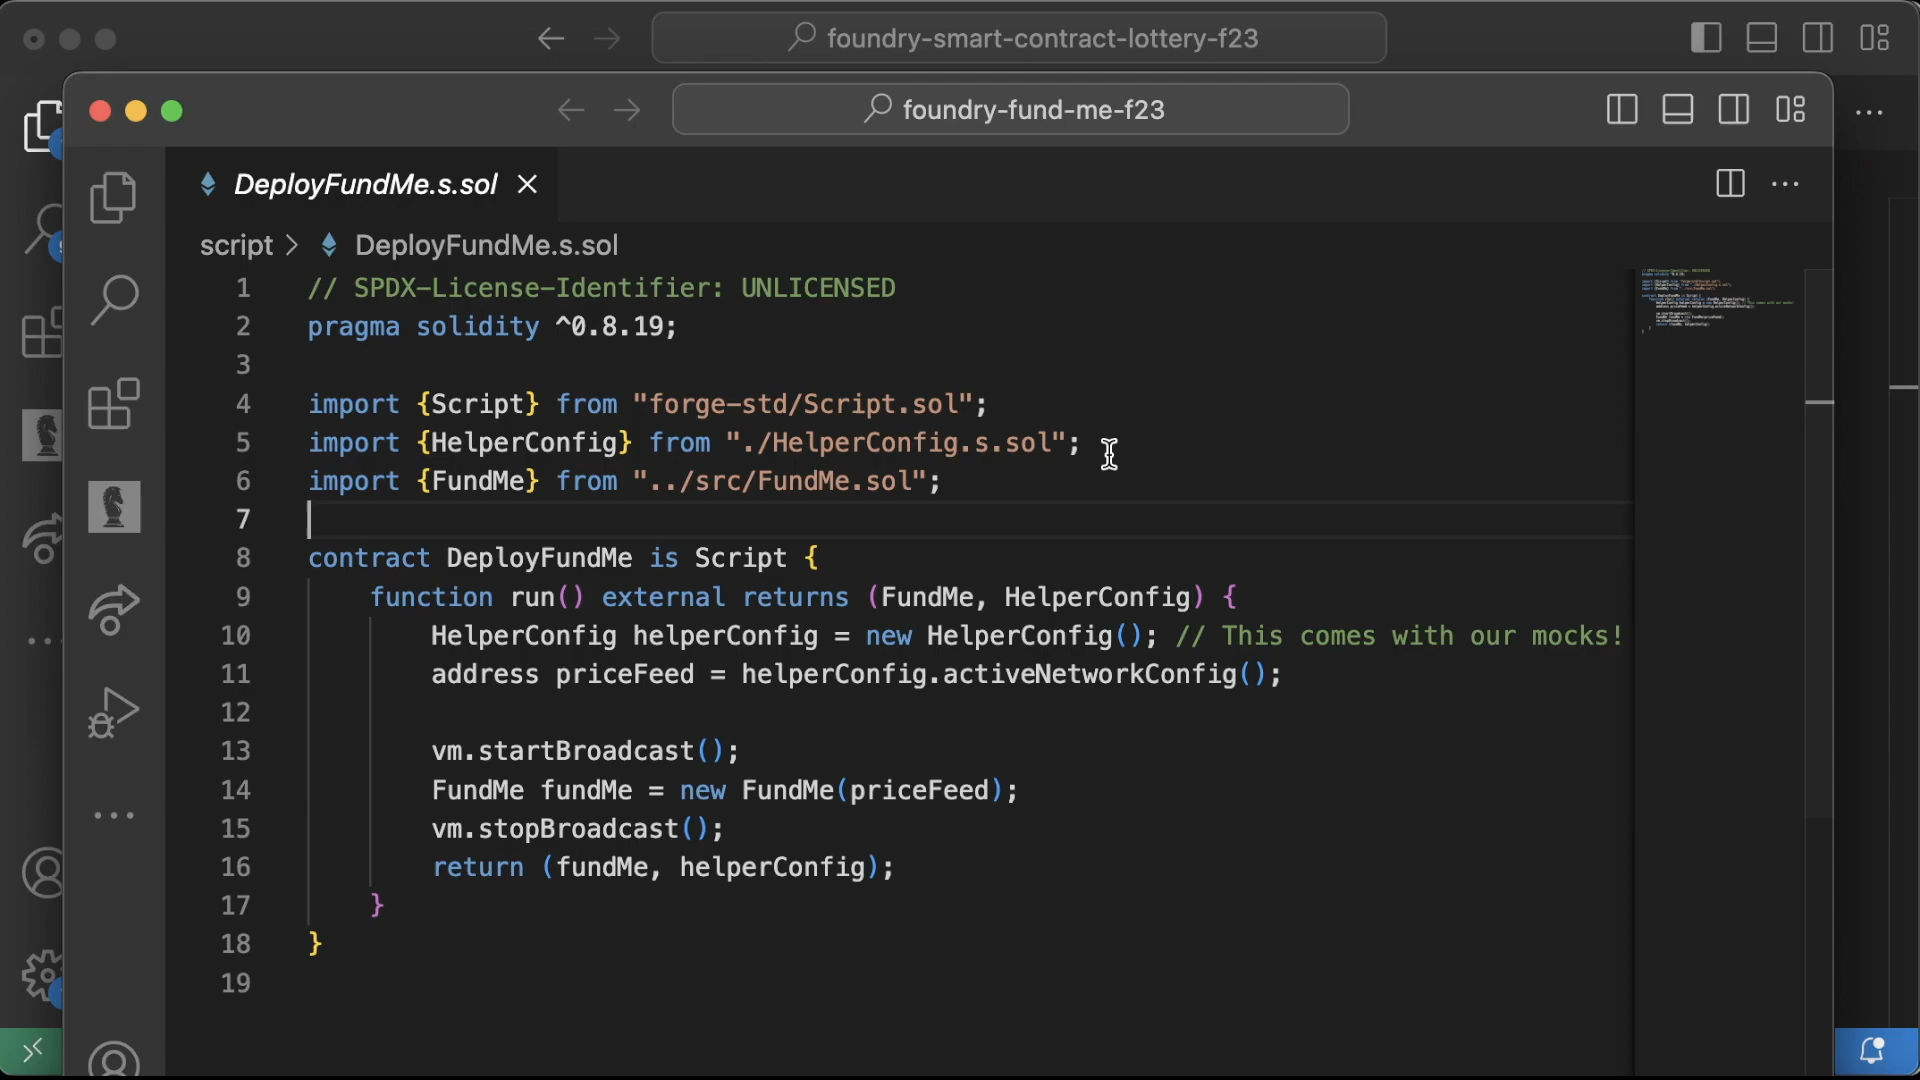 foundry-smart-contract-lottery-f23
foundry-fund-me-f23
DeployFundMe.s.sol
script > DeployFundMe.s.sol
1 // SPDX-License-Identifier: UNLICENSED
2 pragma solidity ^0.8.19;
3
4 import {Script} from "forge-std/Script.sol";
5 import {HelperConfig} from "./HelperConfig.s.sol";
6 import {FundMe} from "../src/FundMe.sol";
7
8 contract DeployFundMe is Script {
9 function run() external returns (FundMe, HelperConfig) {
10 HelperConfig helperConfig = new HelperConfig(); // This comes with our mocks!
11 address priceFeed = helperConfig.activeNetworkConfig();
12
13 vm.startBroadcast();
14 FundMe fundMe = new FundMe(priceFeed);
15 vm.stopBroadcast();
16 return (fundMe, helperConfig);
17 }
18 }
19